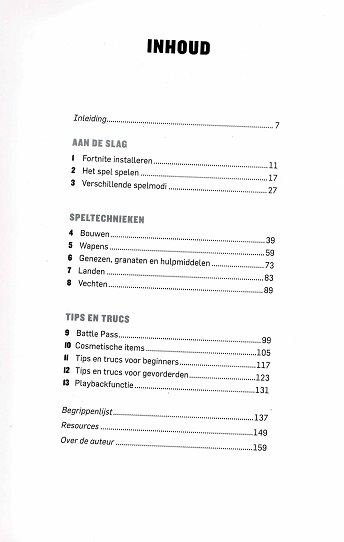 INHOUD
Inleiding 7
AAN DE SLAG
1 Fortnite installeren 11
2 Het spel spelen 17
3 Verschillende spelmodi 27
SPELTECHNIEKEN
4 Bouwen 39
5 Wapens 59
6 Genezen, granaten en hulpmiddelen 73
7 Landen 83
8 Vechten 89
TIPS EN TRUCS
9 Battle Pass 99
10 Cosmetische items 105
11 Tips en trucs voor beginners 117
12 Tips en trucs voor gevorderden 123
13 Playbackfunctie 131
Begrippenlijst 137
Resources 149
Over de auteur 159